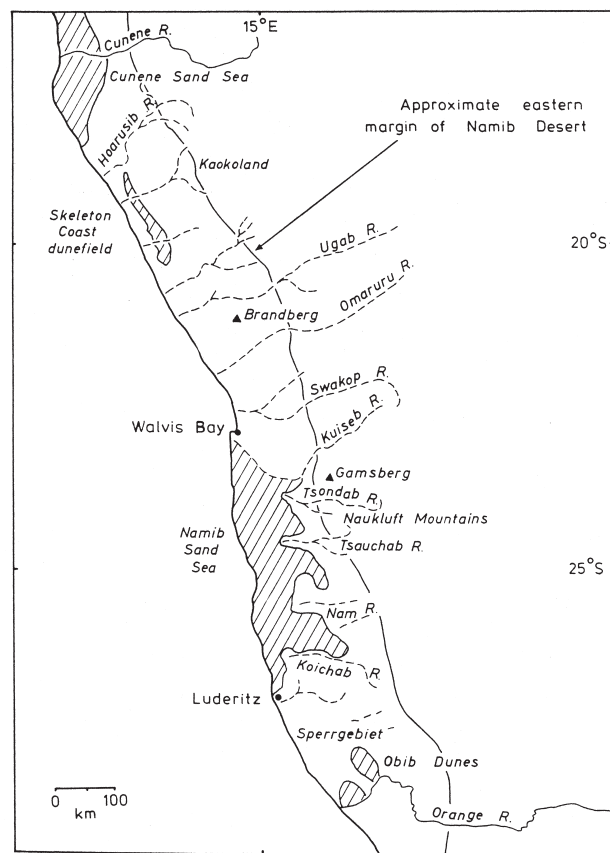 15°E
Cunene R.
Cunene Sand Sea
Hoarusib R.
Approximate eastern
margin of Namib Desert
Kaokoland
Skeleton
Coast
dunefield
Ugab R.
20°S
Omaruru R.
Brandberg
Swakop R.
Walvis Bay
Kuiseb R.
Gamsberg
Tsondab R.
Naukluft Mountains
Namib
Sand
Sea
Tsauchab R.
25°S
Nam R.
Koichab R.
Luderitz
Sperrgebiet
Obib Dunes
0 100
km
Orange R.